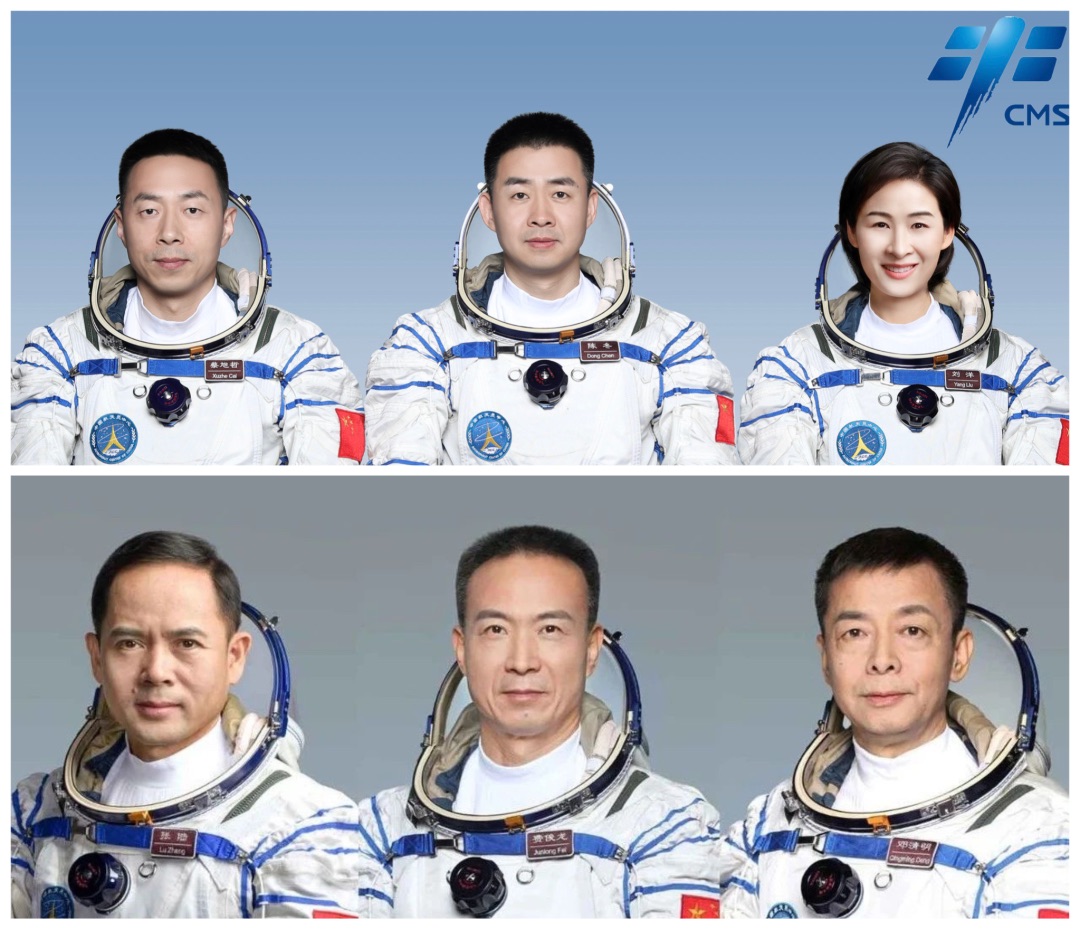 CMS
蔡旭哲
Xuzhe Cai
陈 冬
Dong Chen
刘 洋
Yang Liu
张 陆
Lu Zhang
费俊龙
Junlong Fei
邓清明
Qingming Deng